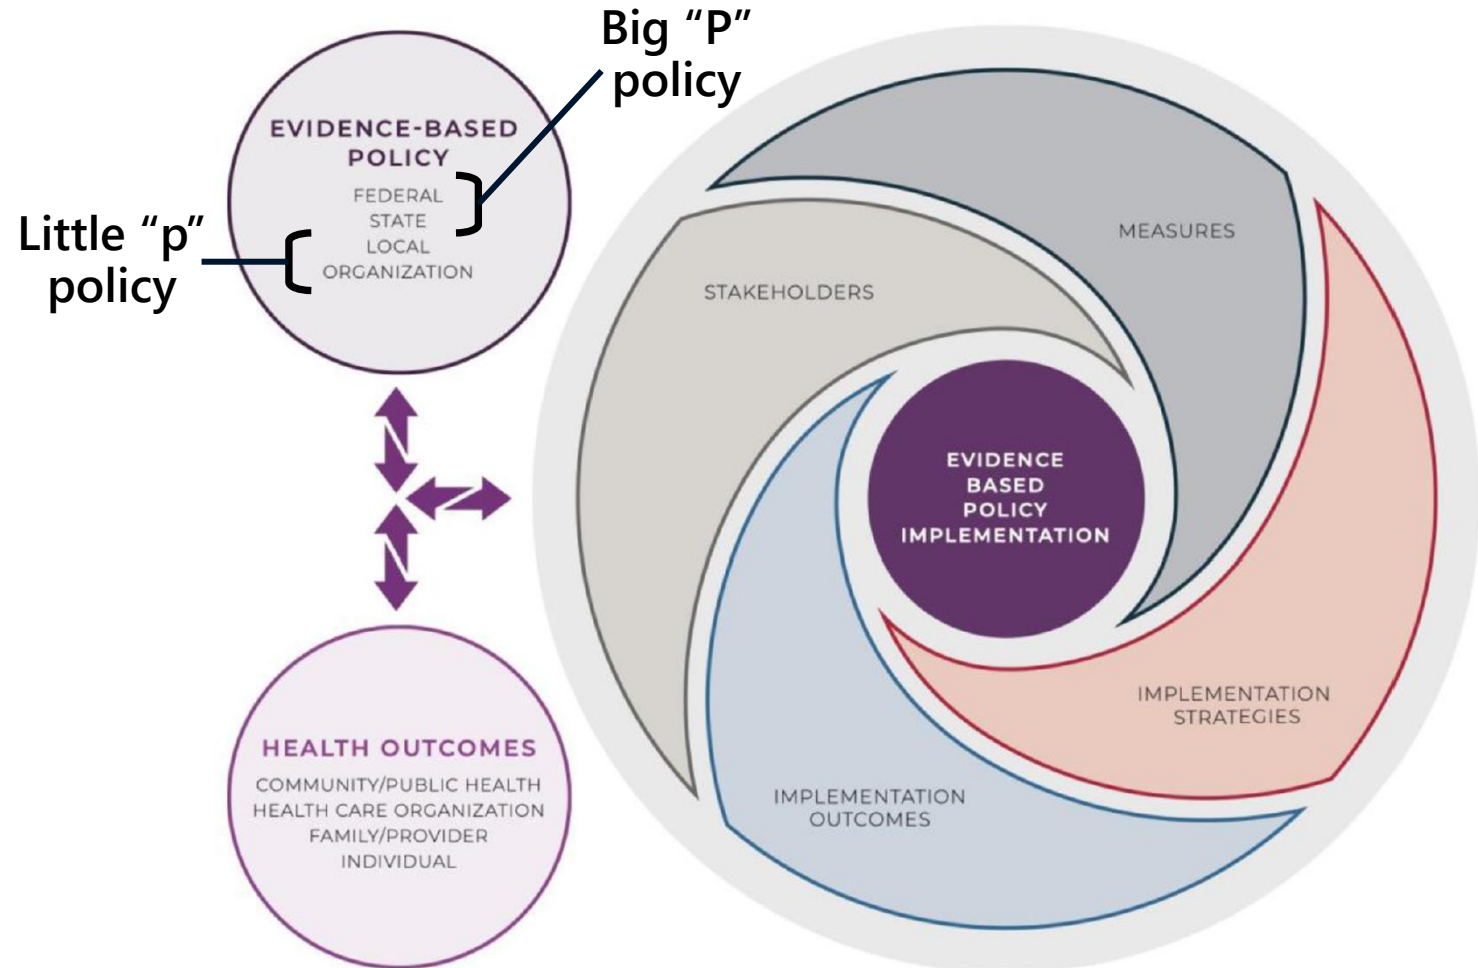 Big “P”
policy
EVIDENCE-BASED
POLICY
FEDERAL
STATE
LOCAL
ORGANIZATION
Little “p”
policy
MEASURES
STAKEHOLDERS
EVIDENCE
BASED
POLICY
IMPLEMENTATION
IMPLEMENTATION
STRATEGIES
IMPLEMENTATION
OUTCOMES
HEALTH OUTCOMES
COMMUNITY/PUBLIC HEALTH
HEALTH CARE ORGANIZATION
FAMILY/PROVIDER
INDIVIDUAL